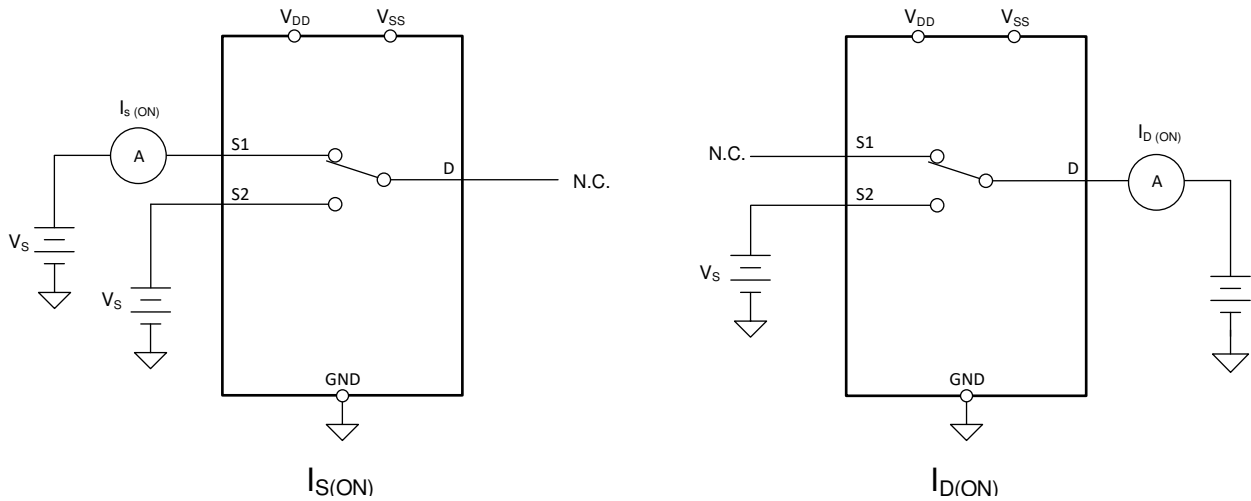 VDD VSS
Is (ON)
A
S1
D
N.C.
S2
VS
VS
GND
IS(ON)
VDD VSS
N.C.
S1
ID (ON)
D
A
S2
VS
GND
ID(ON)